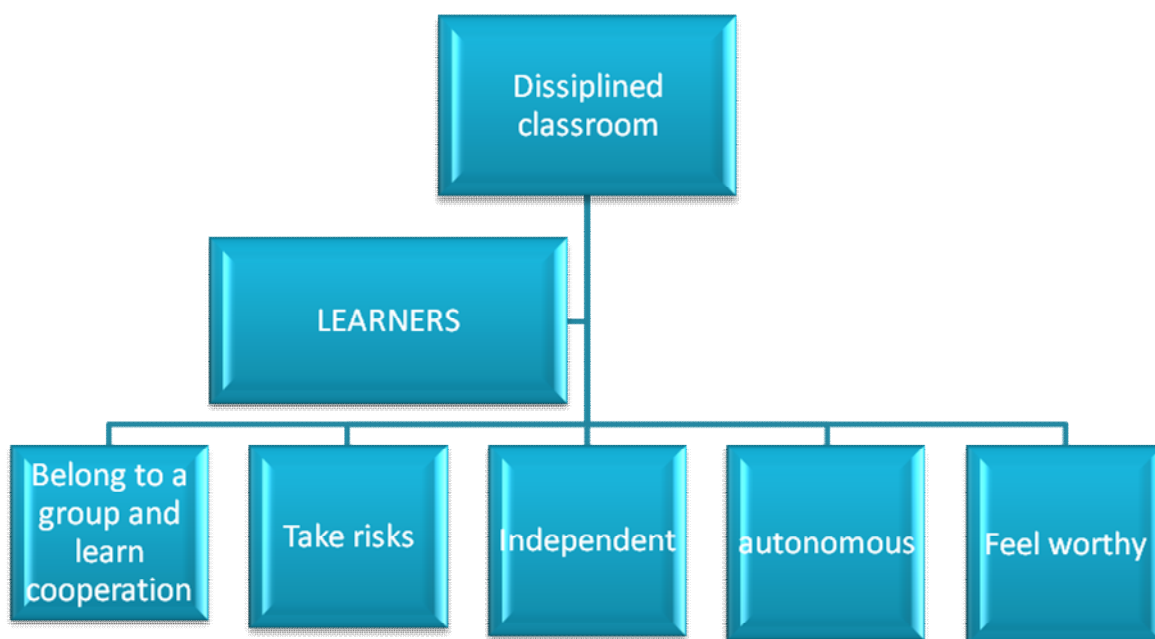 Dissiplined
classroom
LEARNERS
Belong to a
group and
learn
cooperation
Take risks
Independent
autonomous
Feel worthy